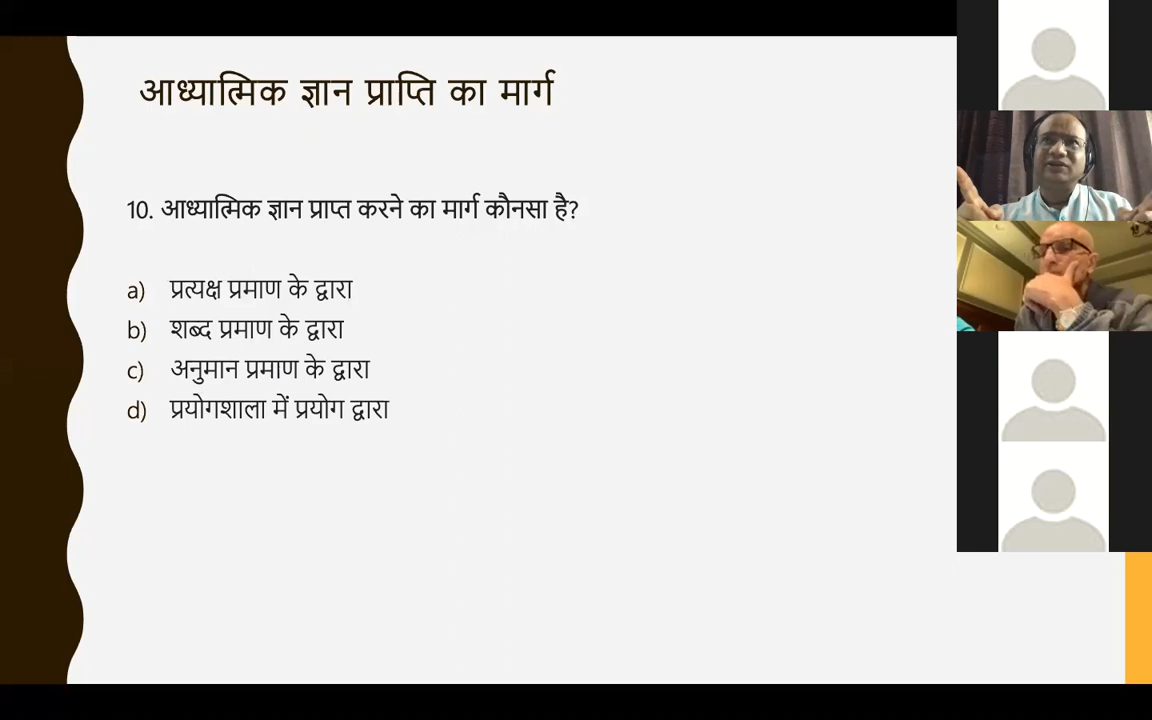 आध्यात्मिक ज्ञान प्राप्ति का मार्ग
10. आध्यात्मिक ज्ञान प्राप्त करने का मार्ग कौनसा है?
a) प्रत्यक्ष प्रमाण के द्वारा
b) शब्द प्रमाण के द्वारा
c) अनुमान प्रमाण के द्वारा
d) प्रयोगशाला में प्रयोग द्वारा